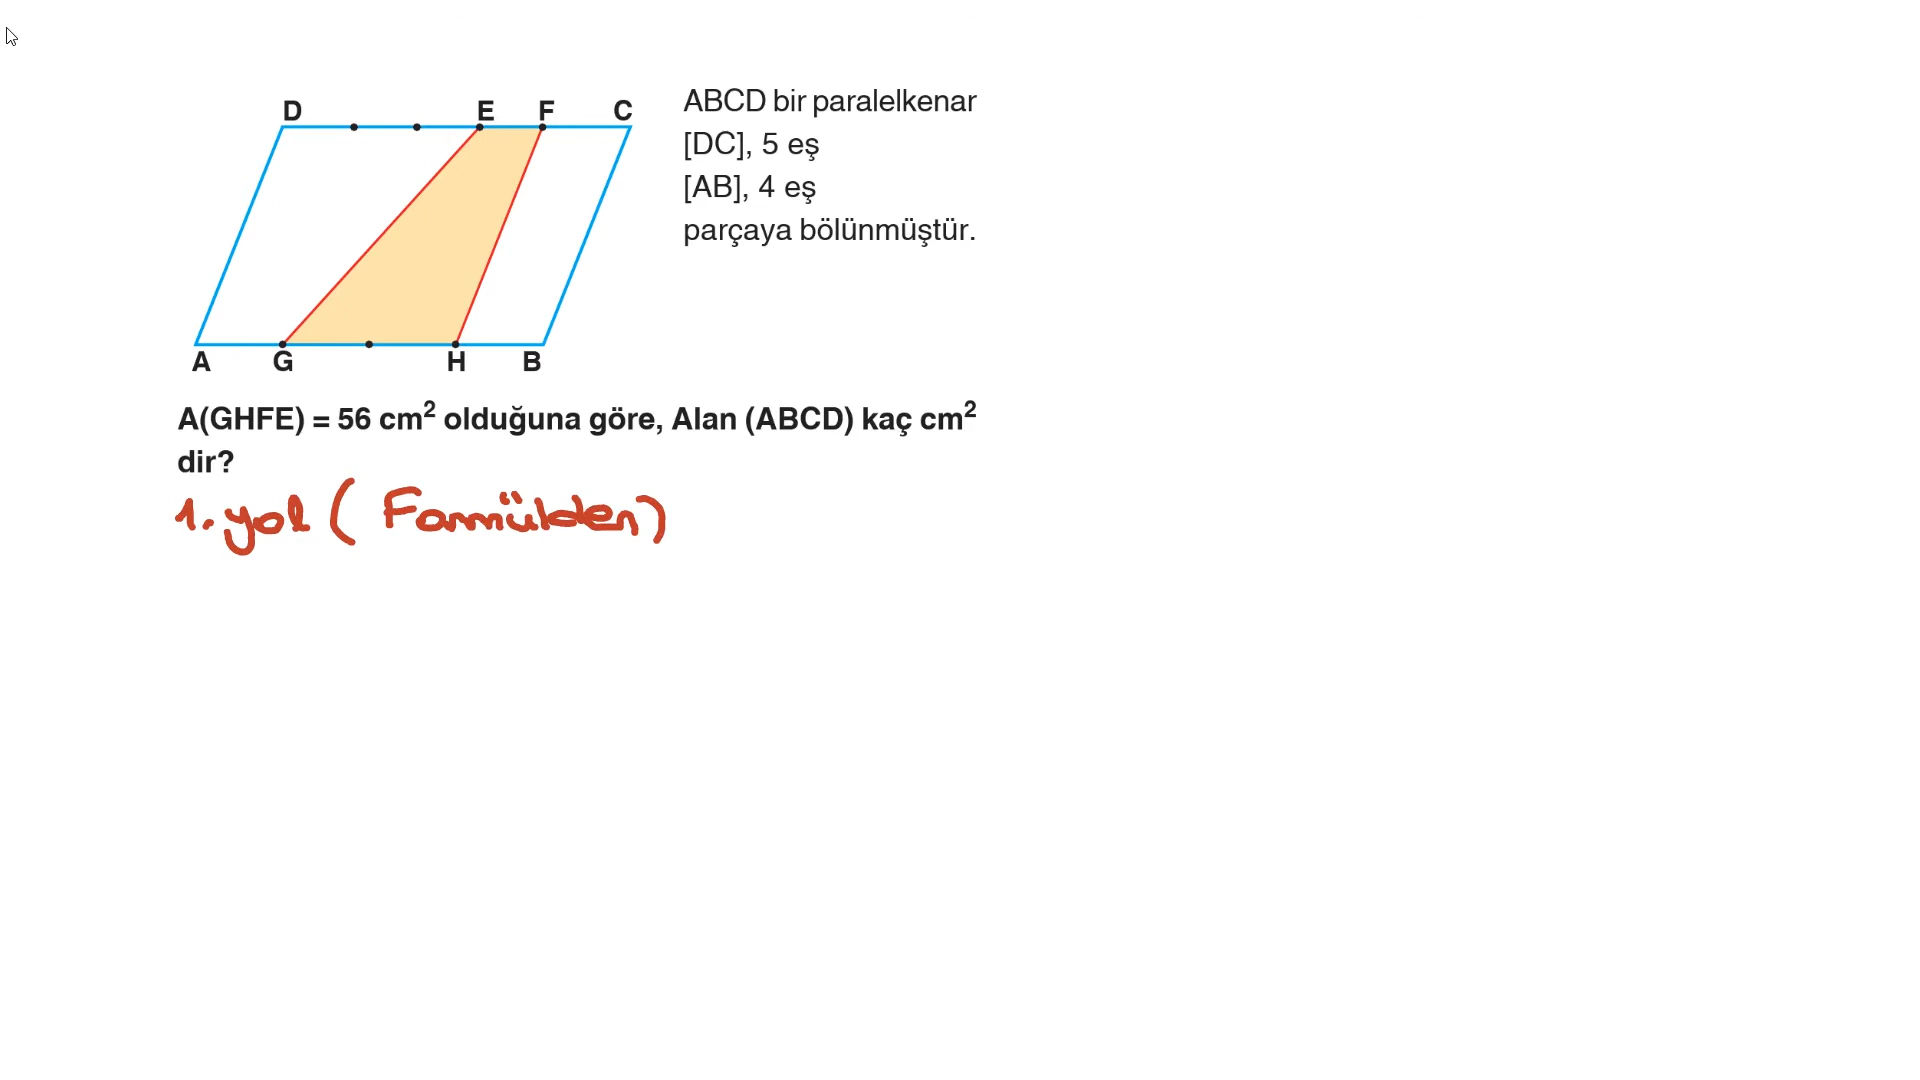 D E F C
A G H B
ABCD bir paralelkenar
[DC], 5 eş
[AB], 4 eş
parçaya bölünmüştür.
A(GHFE) = 56 cm² olduğuna göre, Alan (ABCD) kaç cm²
dir?
1. yol ( Formülden)